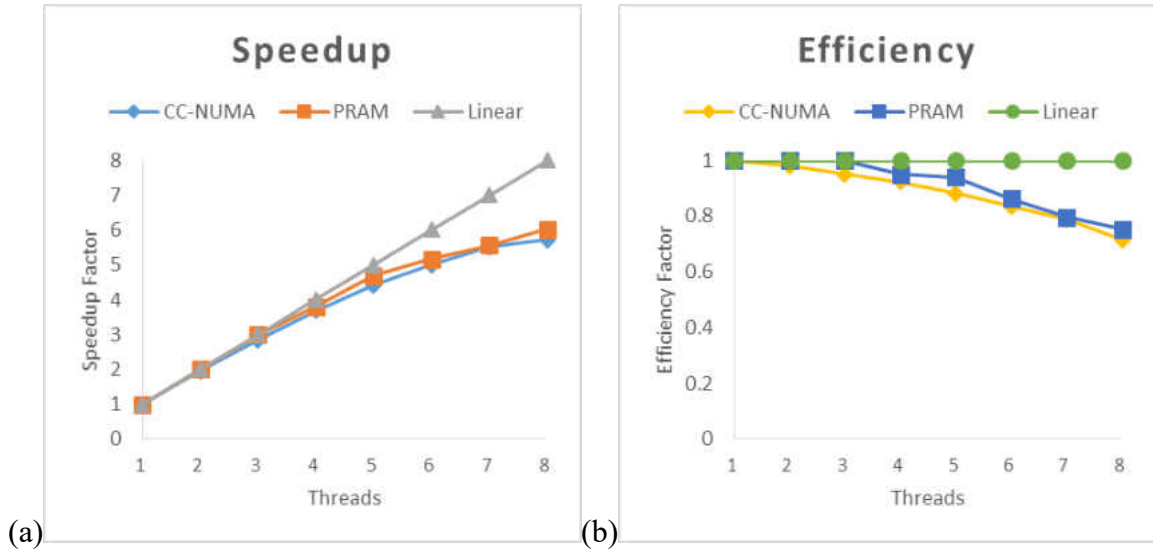 Speedup
CC-NUMA PRAM Linear
8
7
6
5
4
3
2
1
0
Speedup Factor
1 2 3 4 5 6 7 8
Threads
(a)
Efficiency
CC-NUMA PRAM Linear
1
0.8
0.6
0.4
0.2
0
Efficiency Factor
1 2 3 4 5 6 7 8
Threads
(b)